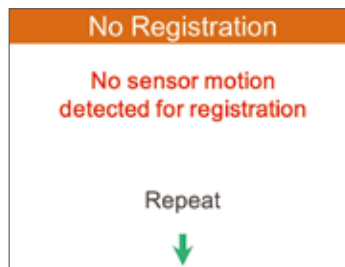 No Registration
No sensor motion
detected for registration
Repeat